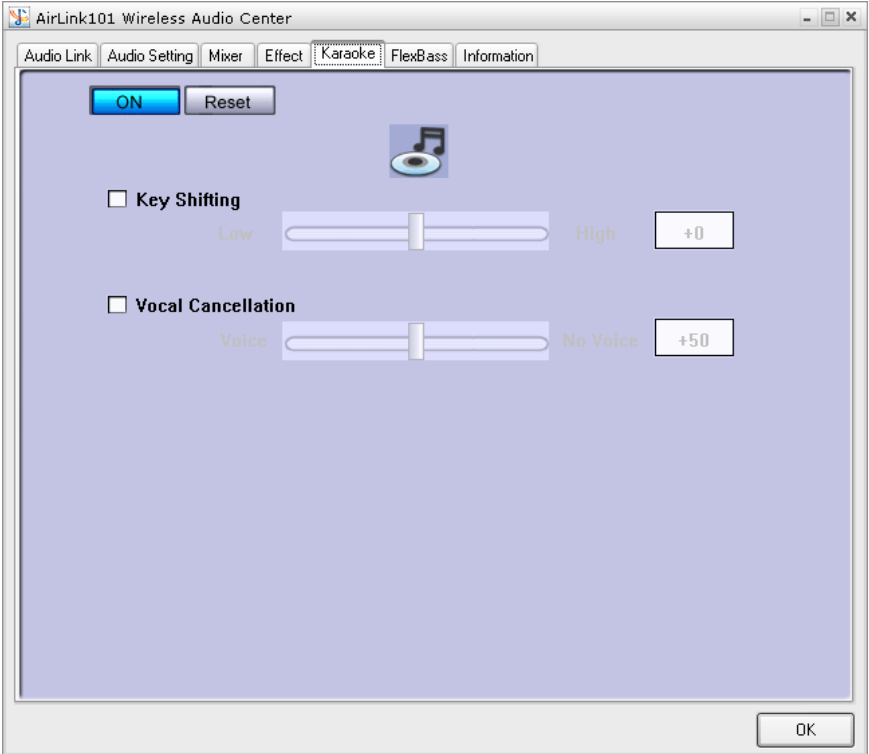 AirLink101 Wireless Audio Center
Audio Link Audio Setting Mixer Effect Karaoke FlexBass Information
ON Reset
Key Shifting
Low High +0
Vocal Cancellation
Voice No Voice +50
OK